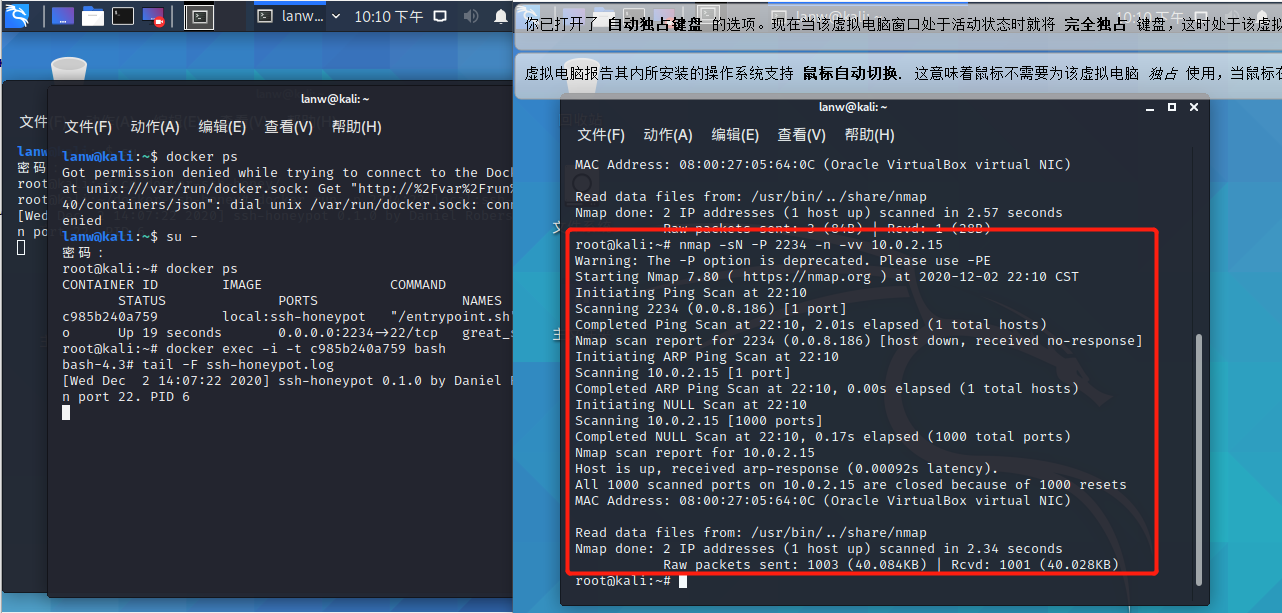 lanw...
10:10 下午
你已打开了 自动独占键盘 的选项。现在当该虚拟电脑窗口处于活动状态时就将 完全独占 键盘，这时处于该虚拟
虚拟电脑报告其内所安装的操作系统支持 鼠标自动切换. 这意味着鼠标不需要为该虚拟电脑 独占 使用，当鼠标在
文件
lanw
密码
root
root
[Wed
n por
lanw@kali: ~
文件(F) 动作(A) 编辑(E) 查看(V) 帮助(H)
lanw@kali:~$ docker ps
Got permission denied while trying to connect to the Doc
at unix:///var/run/docker.sock: Get "http://%2Fvar%2Frun%
40/containers/json": dial unix /var/run/docker.sock: con
enied
lanw@kali:~$ su -
密码：
root@kali:~# docker ps
CONTAINER ID IMAGE COMMAND
STATUS PORTS NAMES
c985b240a759 local:ssh-honeypot "/entrypoint.sh"
o Up 19 seconds 0.0.0.0:2234→22/tcp great_s
root@kali:~# docker exec -i -t c985b240a759 bash
bash-4.3# tail -F ssh-honeypot.log
[Wed Dec 2 14:07:22 2020] ssh-honeypot 0.1.0 by Daniel
n port 22. PID 6
lanw@kali: ~
文件(F) 动作(A) 编辑(E) 查看(V) 帮助(H)
MAC Address: 08:00:27:05:64:0C (Oracle VirtualBox virtual NIC)
Read data files from: /usr/bin/../share/nmap
Nmap done: 2 IP addresses (1 host up) scanned in 2.57 seconds
Raw packets sent: 3 (84B) | Rcvd: 1 (28B)
root@kali:~# nmap -sN -P 2234 -n -vv 10.0.2.15
Warning: The -P option is deprecated. Please use -PE
Starting Nmap 7.80 ( https://nmap.org ) at 2020-12-02 22:10 CST
Initiating Ping Scan at 22:10
Scanning 2234 (0.0.8.186) [1 port]
Completed Ping Scan at 22:10, 2.01s elapsed (1 total hosts)
Nmap scan report for 2234 (0.0.8.186) [host down, received no-response]
Initiating ARP Ping Scan at 22:10
Scanning 10.0.2.15 [1 port]
Completed ARP Ping Scan at 22:10, 0.00s elapsed (1 total hosts)
Initiating NULL Scan at 22:10
Scanning 10.0.2.15 [1000 ports]
Completed NULL Scan at 22:10, 0.17s elapsed (1000 total ports)
Nmap scan report for 10.0.2.15
Host is up, received arp-response (0.00092s latency).
All 1000 scanned ports on 10.0.2.15 are closed because of 1000 resets
MAC Address: 08:00:27:05:64:0C (Oracle VirtualBox virtual NIC)
Read data files from: /usr/bin/../share/nmap
Nmap done: 2 IP addresses (1 host up) scanned in 2.34 seconds
Raw packets sent: 1003 (40.084KB) | Rcvd: 1001 (40.028KB)
root@kali:~#